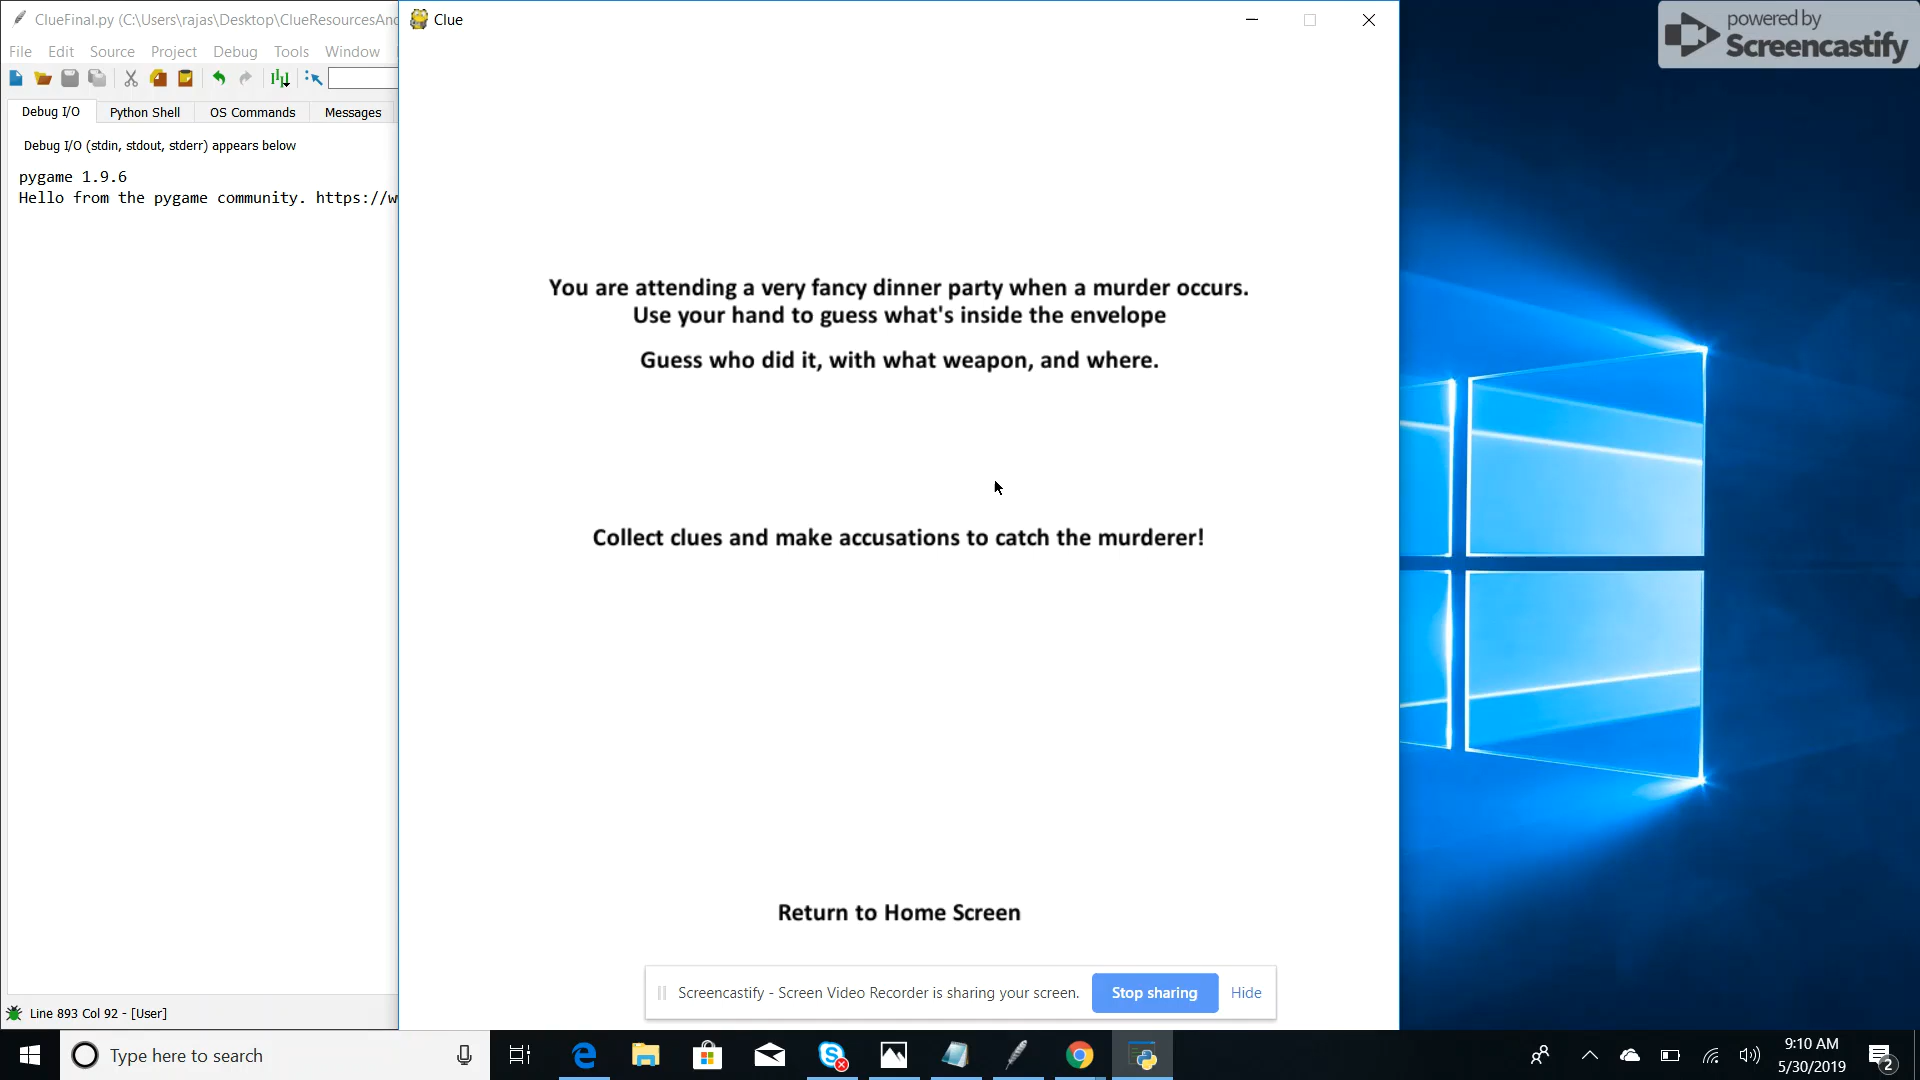 ClueFinal.py (C:\Users\rajas\Desktop\ClueResourcesAnd
Clue
powered by
Screencastify
File Edit Source Project Debug Tools Window
Debug I/O Python Shell OS Commands Messages
Debug I/O (stdin, stdout, stderr) appears below
pygame 1.9.6
Hello from the pygame community. https://w
You are attending a very fancy dinner party when a murder occurs.
Use your hand to guess what's inside the envelope
Guess who did it, with what weapon, and where.
Collect clues and make accusations to catch the murderer!
Return to Home Screen
Screencastify - Screen Video Recorder is sharing your screen. Stop sharing Hide
Line 893 Col 92 - [User]
Type here to search
9:10 AM
5/30/2019
2